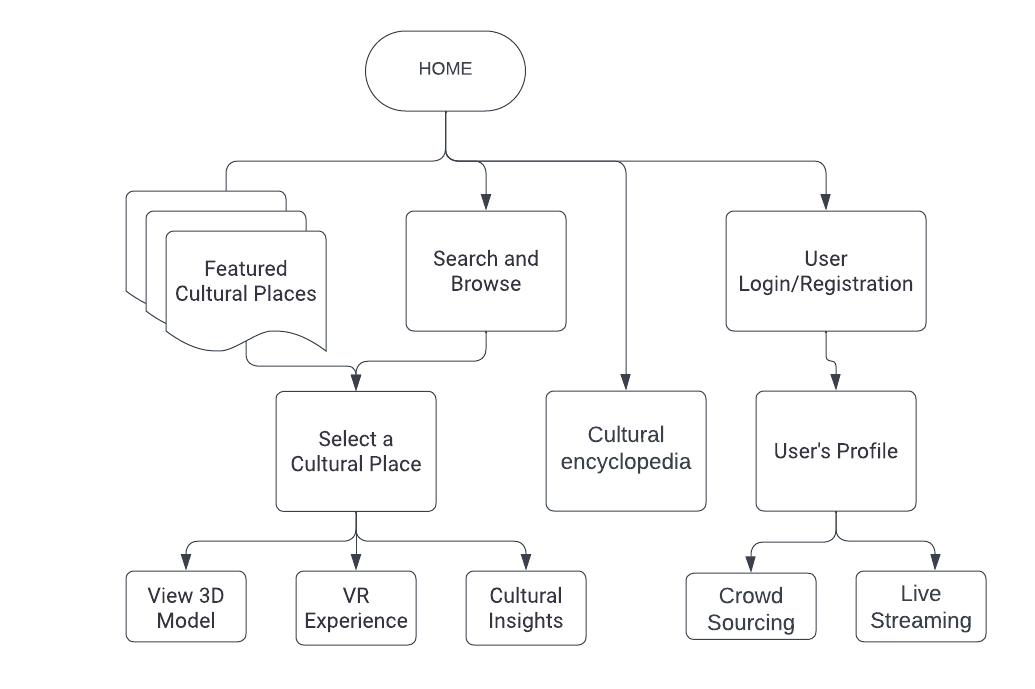 HOME
Featured
Cultural Places
Search and
Browse
User
Login/Registration
Select a
Cultural Place
Cultural
encyclopedia
User's Profile
View 3D
Model
VR
Experience
Cultural
Insights
Crowd
Sourcing
Live
Streaming